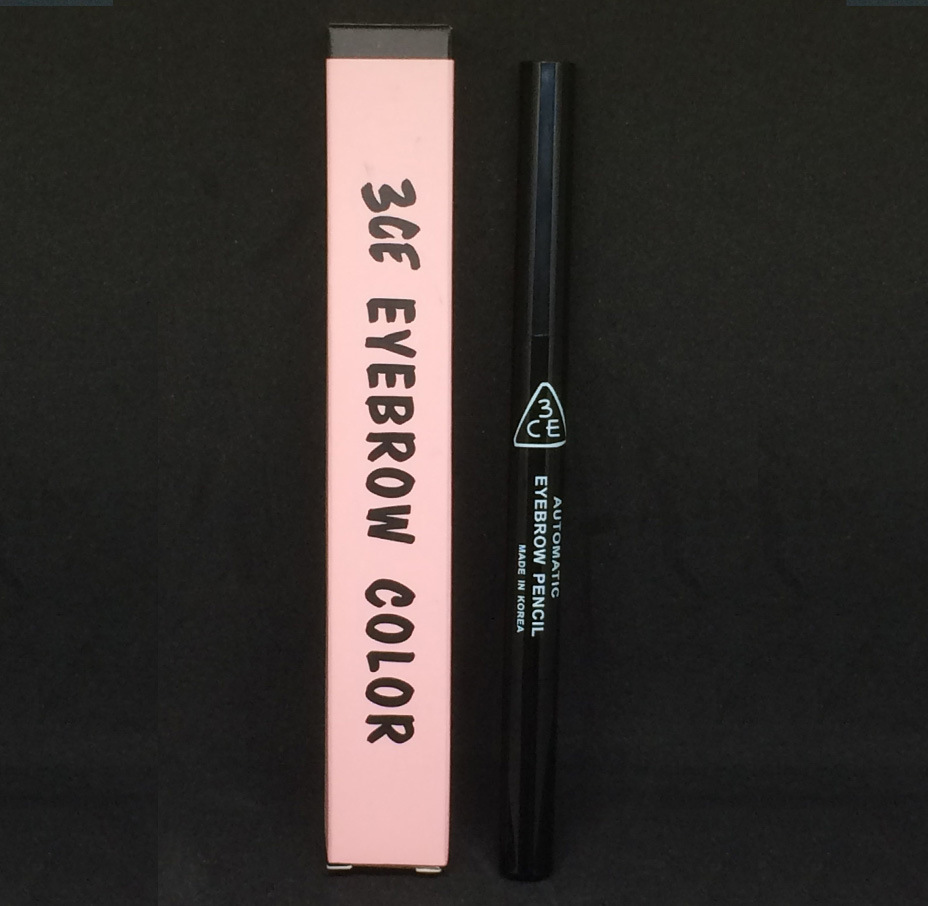 3CE EYEBROW COLOR
3CE
AUTOMATIC
EYEBROW PENCIL
MADE IN KOREA